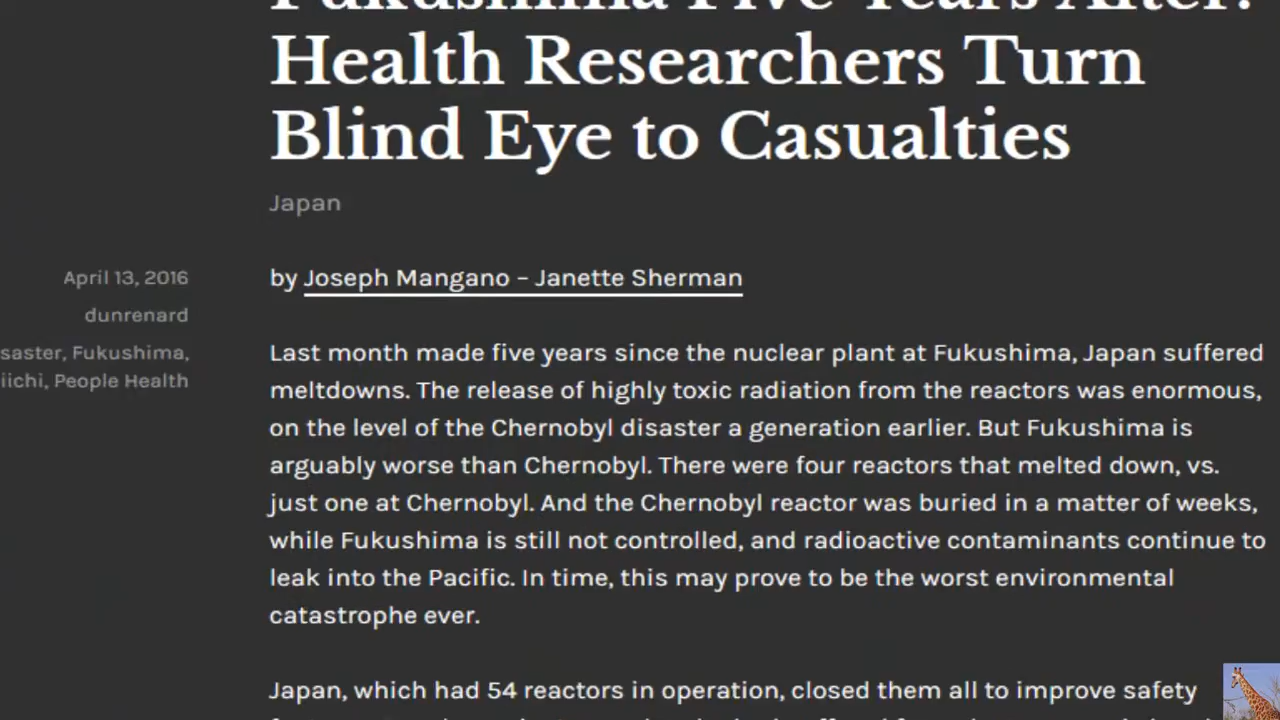 Fukushima Five Years After:
Health Researchers Turn
Blind Eye to Casualties
Japan
April 13, 2016
dunrenard
saster, Fukushima,
iichi, People Health
by Joseph Mangano – Janette Sherman
Last month made five years since the nuclear plant at Fukushima, Japan suffered
meltdowns. The release of highly toxic radiation from the reactors was enormous,
on the level of the Chernobyl disaster a generation earlier. But Fukushima is
arguably worse than Chernobyl. There were four reactors that melted down, vs.
just one at Chernobyl. And the Chernobyl reactor was buried in a matter of weeks,
while Fukushima is still not controlled, and radioactive contaminants continue to
leak into the Pacific. In time, this may prove to be the worst environmental
catastrophe ever.
Japan, which had 54 reactors in operation, closed them all to improve safety